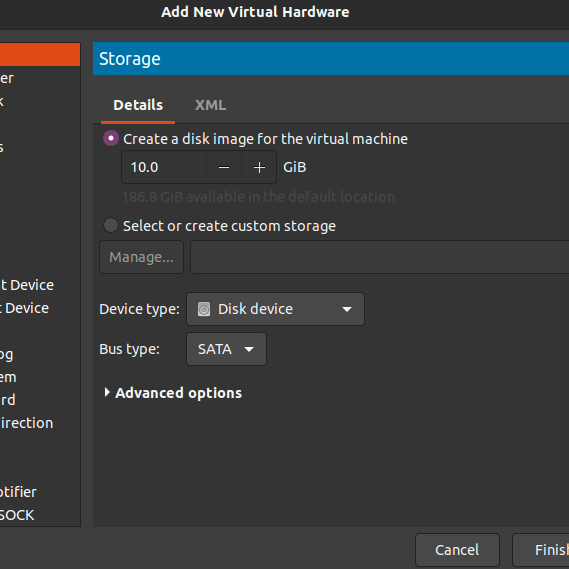 Add New Virtual Hardware
er
k
s
t Device
t Device
og
em
rd
irection
otifier
SOCK
Storage
Details XML
Create a disk image for the virtual machine
10.0 − + GiB
186.8 GiB available in the default location
Select or create custom storage
Manage...
Device type: Disk device
Bus type: SATA
Advanced options
Cancel Finish